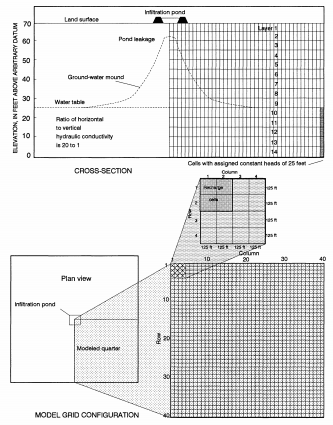 Infiltration pond
Land surface
Layer 1
2
3
4
5
6
7
8
9
10
11
12
13
14
Pond leakage
Ground-water mound
Water table
Ratio of horizontal
to vertical
hydraulic conductivity
is 20 to 1
ELEVATION, IN FEET ABOVE ARBITRARY DATUM
70
60
50
40
30
20
10
0
Cells with assigned constant heads of 25 feet
CROSS-SECTION
Column
1 2 3 4
Row
1
2
3
4
Recharge
cells
125 ft
125 ft
125 ft
125 ft
125 ft 125 ft 125 ft 125 ft
Column
1 10 20 30 40
Row
1
10
20
30
40
Plan view
Infiltration pond
Modeled quarter
MODEL GRID CONFIGURATION